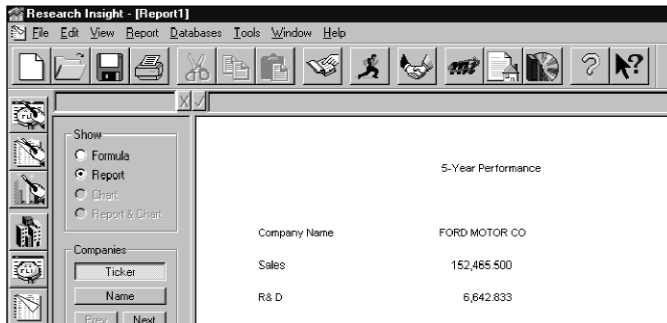 Research Insight - [Report1]
File Edit View Report Databases Tools Window Help
Show
Formula
Report
Chart
Report & Chart
5-Year Performance
Company Name FORD MOTOR CO
Companies
Ticker
Sales 152,465.500
Name
R& D 6,642.833
Prev Next